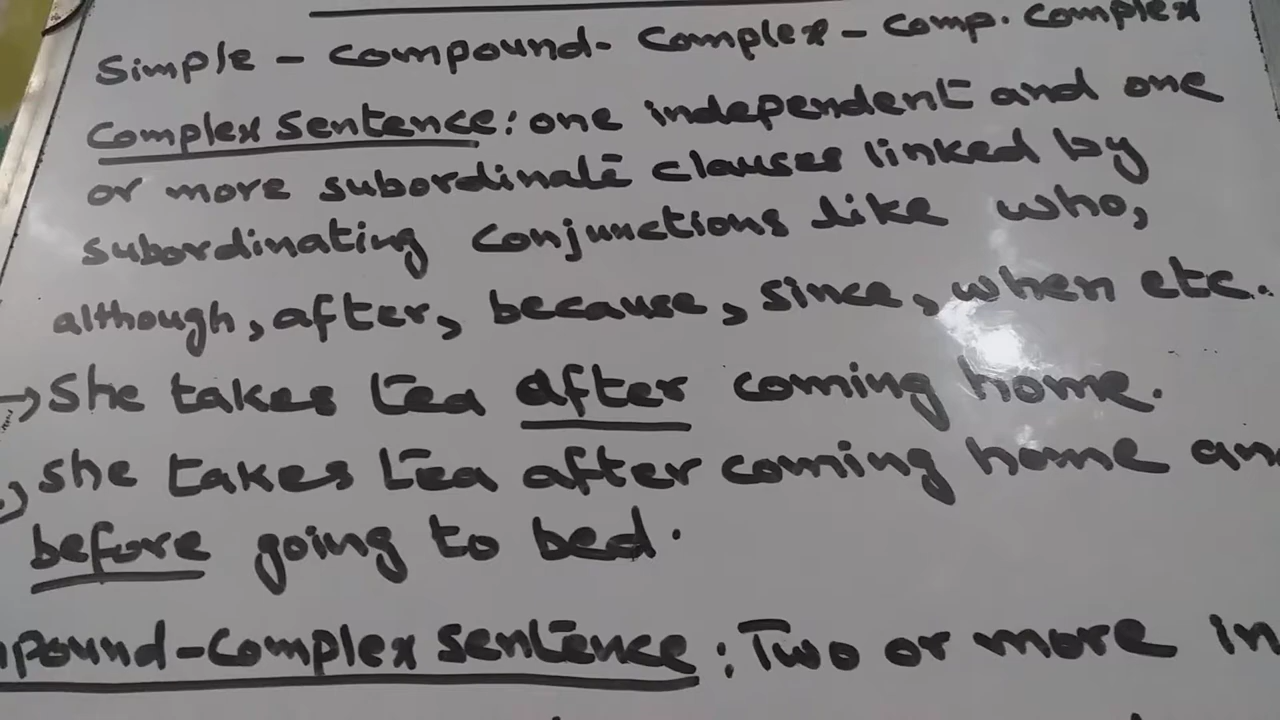 Simple - Compound - Complex - Comp. Complex
Complex Sentence: one independent and one
or more subordinate clauses linked by
subordinating conjunctions like who,
although, after, because, since, when etc.
→ She takes tea after coming home.
→ she takes tea after coming home an
before going to bed.
pound-Complex Sentence: Two or more in